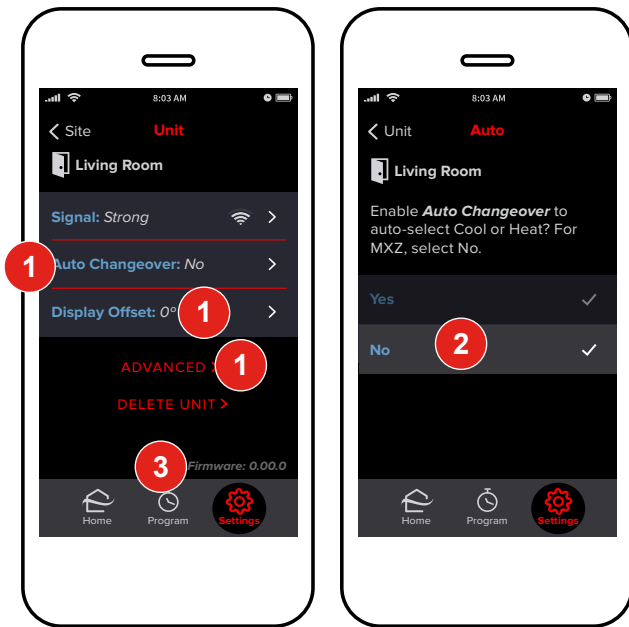 8:03 AM
Site
Unit
Living Room
Signal: Strong
1
Auto Changeover: No
Display Offset: 0°
1
ADVANCED >
1
DELETE UNIT >
3
Firmware: 0.00.0
Home
Program
Settings
8:03 AM
Unit
Auto
Living Room
Enable Auto Changeover to
auto-select Cool or Heat? For
MXZ, select No.
Yes
No
2
Home
Program
Settings